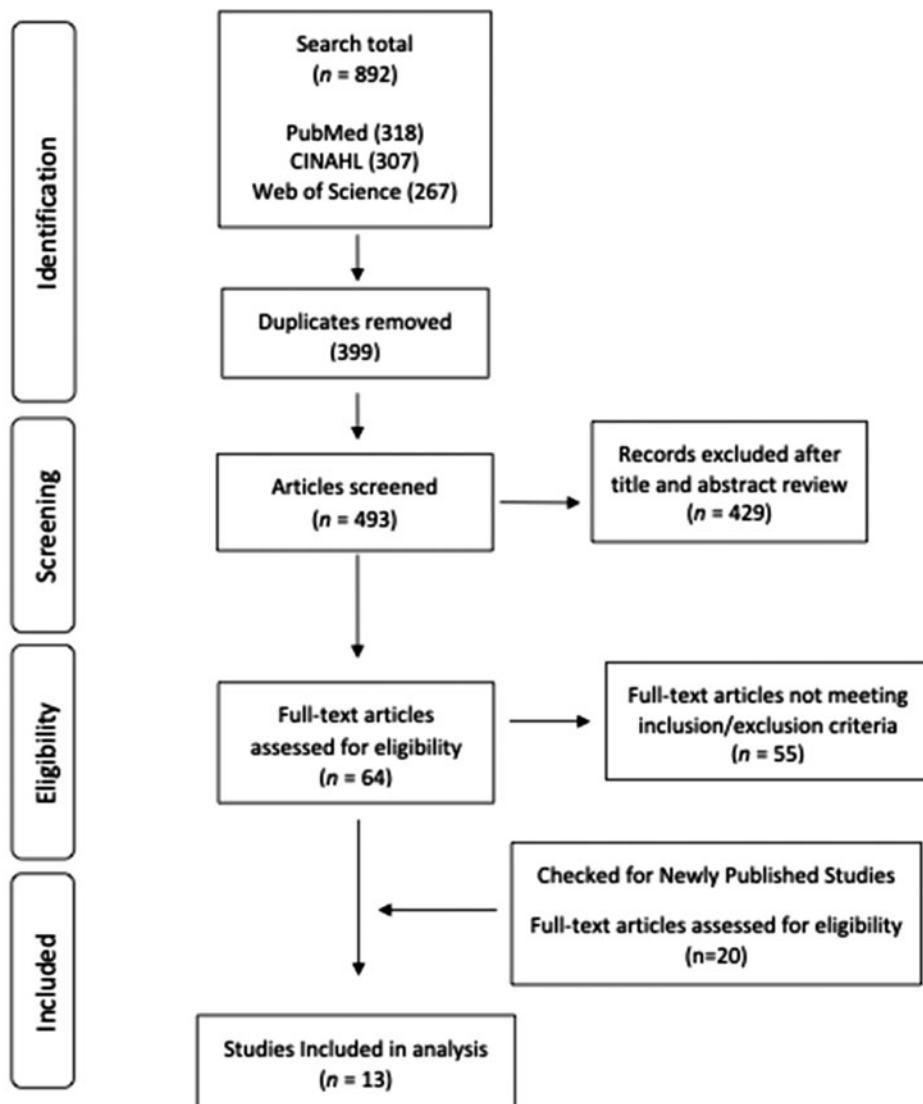 Identification
Search total
(n = 892)
PubMed (318)
CINAHL (307)
Web of Science (267)
Duplicates removed
(399)
Screening
Articles screened
(n = 493)
Records excluded after
title and abstract review
(n = 429)
Eligibility
Full-text articles
assessed for eligibility
(n = 64)
Full-text articles not meeting
inclusion/exclusion criteria
(n = 55)
Checked for Newly Published Studies
Full-text articles assessed for eligibility
(n=20)
Included
Studies Included in analysis
(n = 13)